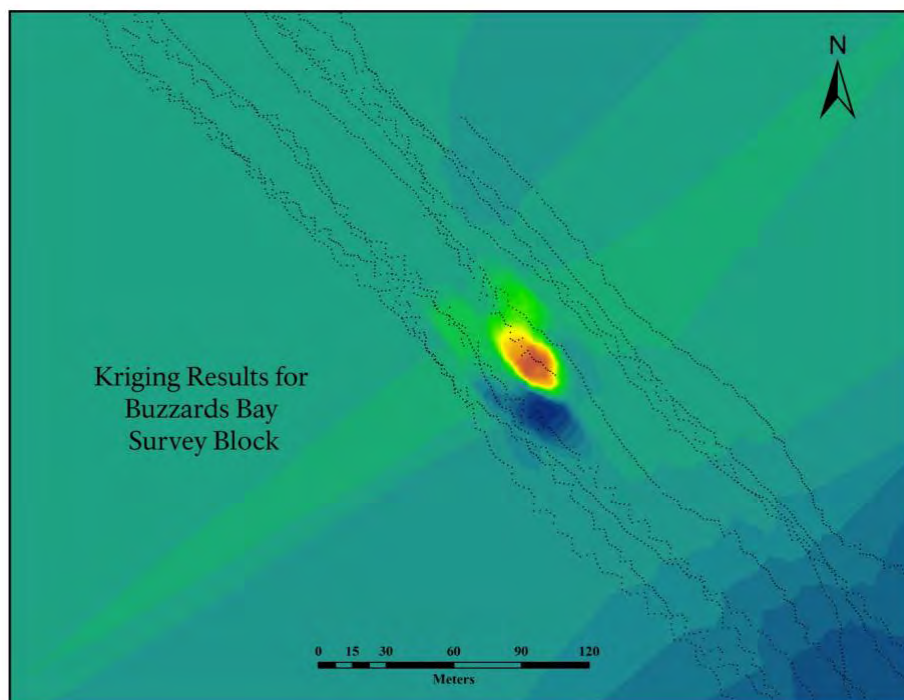 N
Kriging Results for
Buzzards Bay
Survey Block
0 15 30 60 90 120
Meters